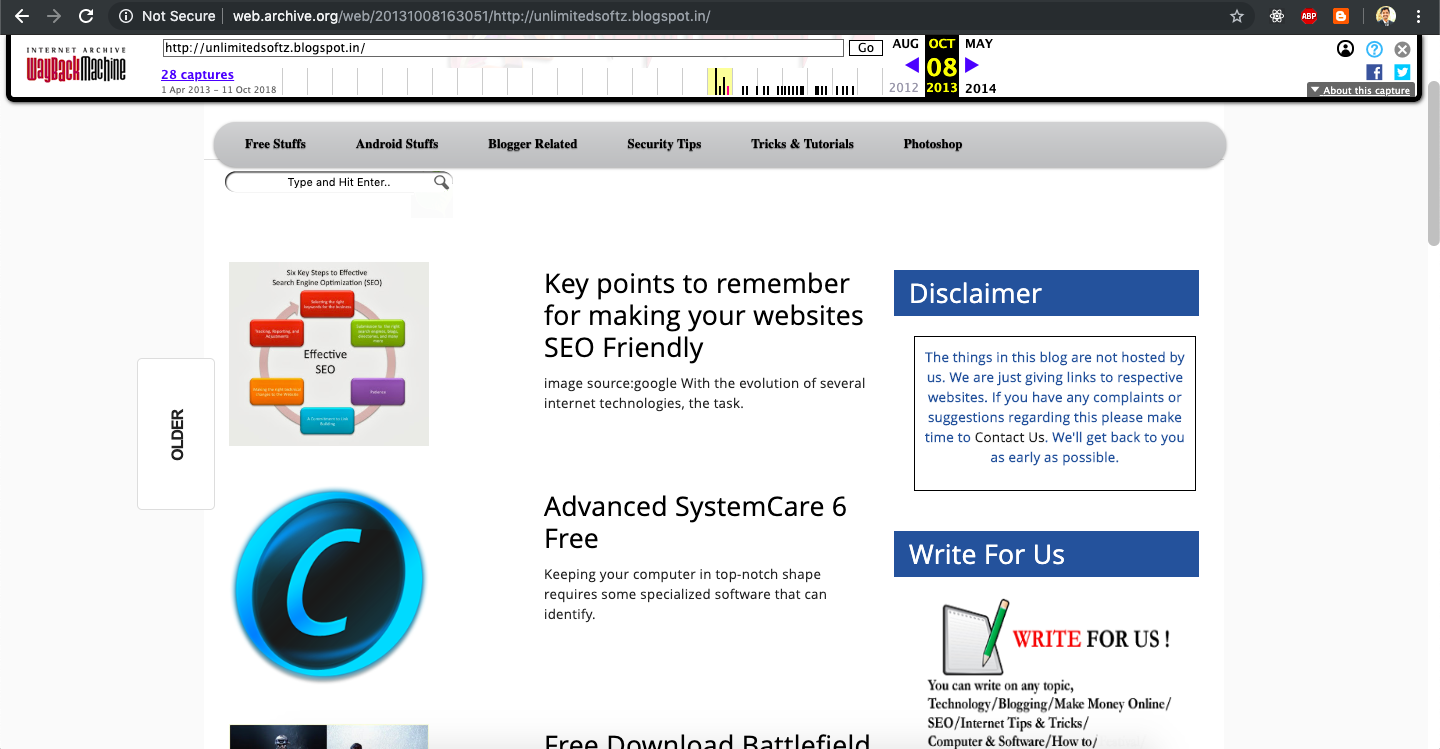 Not Secure
web.archive.org/web/20131008163051/http://unlimitedsoftz.blogspot.in/
ABP
INTERNET ARCHIVE
WayBackMachine
http://unlimitedsoftz.blogspot.in/
Go
28 captures
1 Apr 2013 – 11 Oct 2018
AUG OCT MAY
08
2012 2013 2014
About this capture
Free Stuffs
Android Stuffs
Blogger Related
Security Tips
Tricks & Tutorials
Photoshop
Type and Hit Enter..
OLDER
Six Key Steps to Effective
Search Engine Optimization (SEO)
Effective
SEO
Key points to remember
for making your websites
SEO Friendly
image source:google With the evolution of several
internet technologies, the task.
Advanced SystemCare 6
Free
Keeping your computer in top-notch shape
requires some specialized software that can
identify.
Free Download Battlefield
Disclaimer
The things in this blog are not hosted by
us. We are just giving links to respective
websites. If you have any complaints or
suggestions regarding this please make
time to Contact Us. We'll get back to you
as early as possible.
Write For Us
WRITE FOR US !
You can write on any topic,
Technology/Blogging/Make Money Online/
SEO/Internet Tips & Tricks/
Computer & Software/How to/